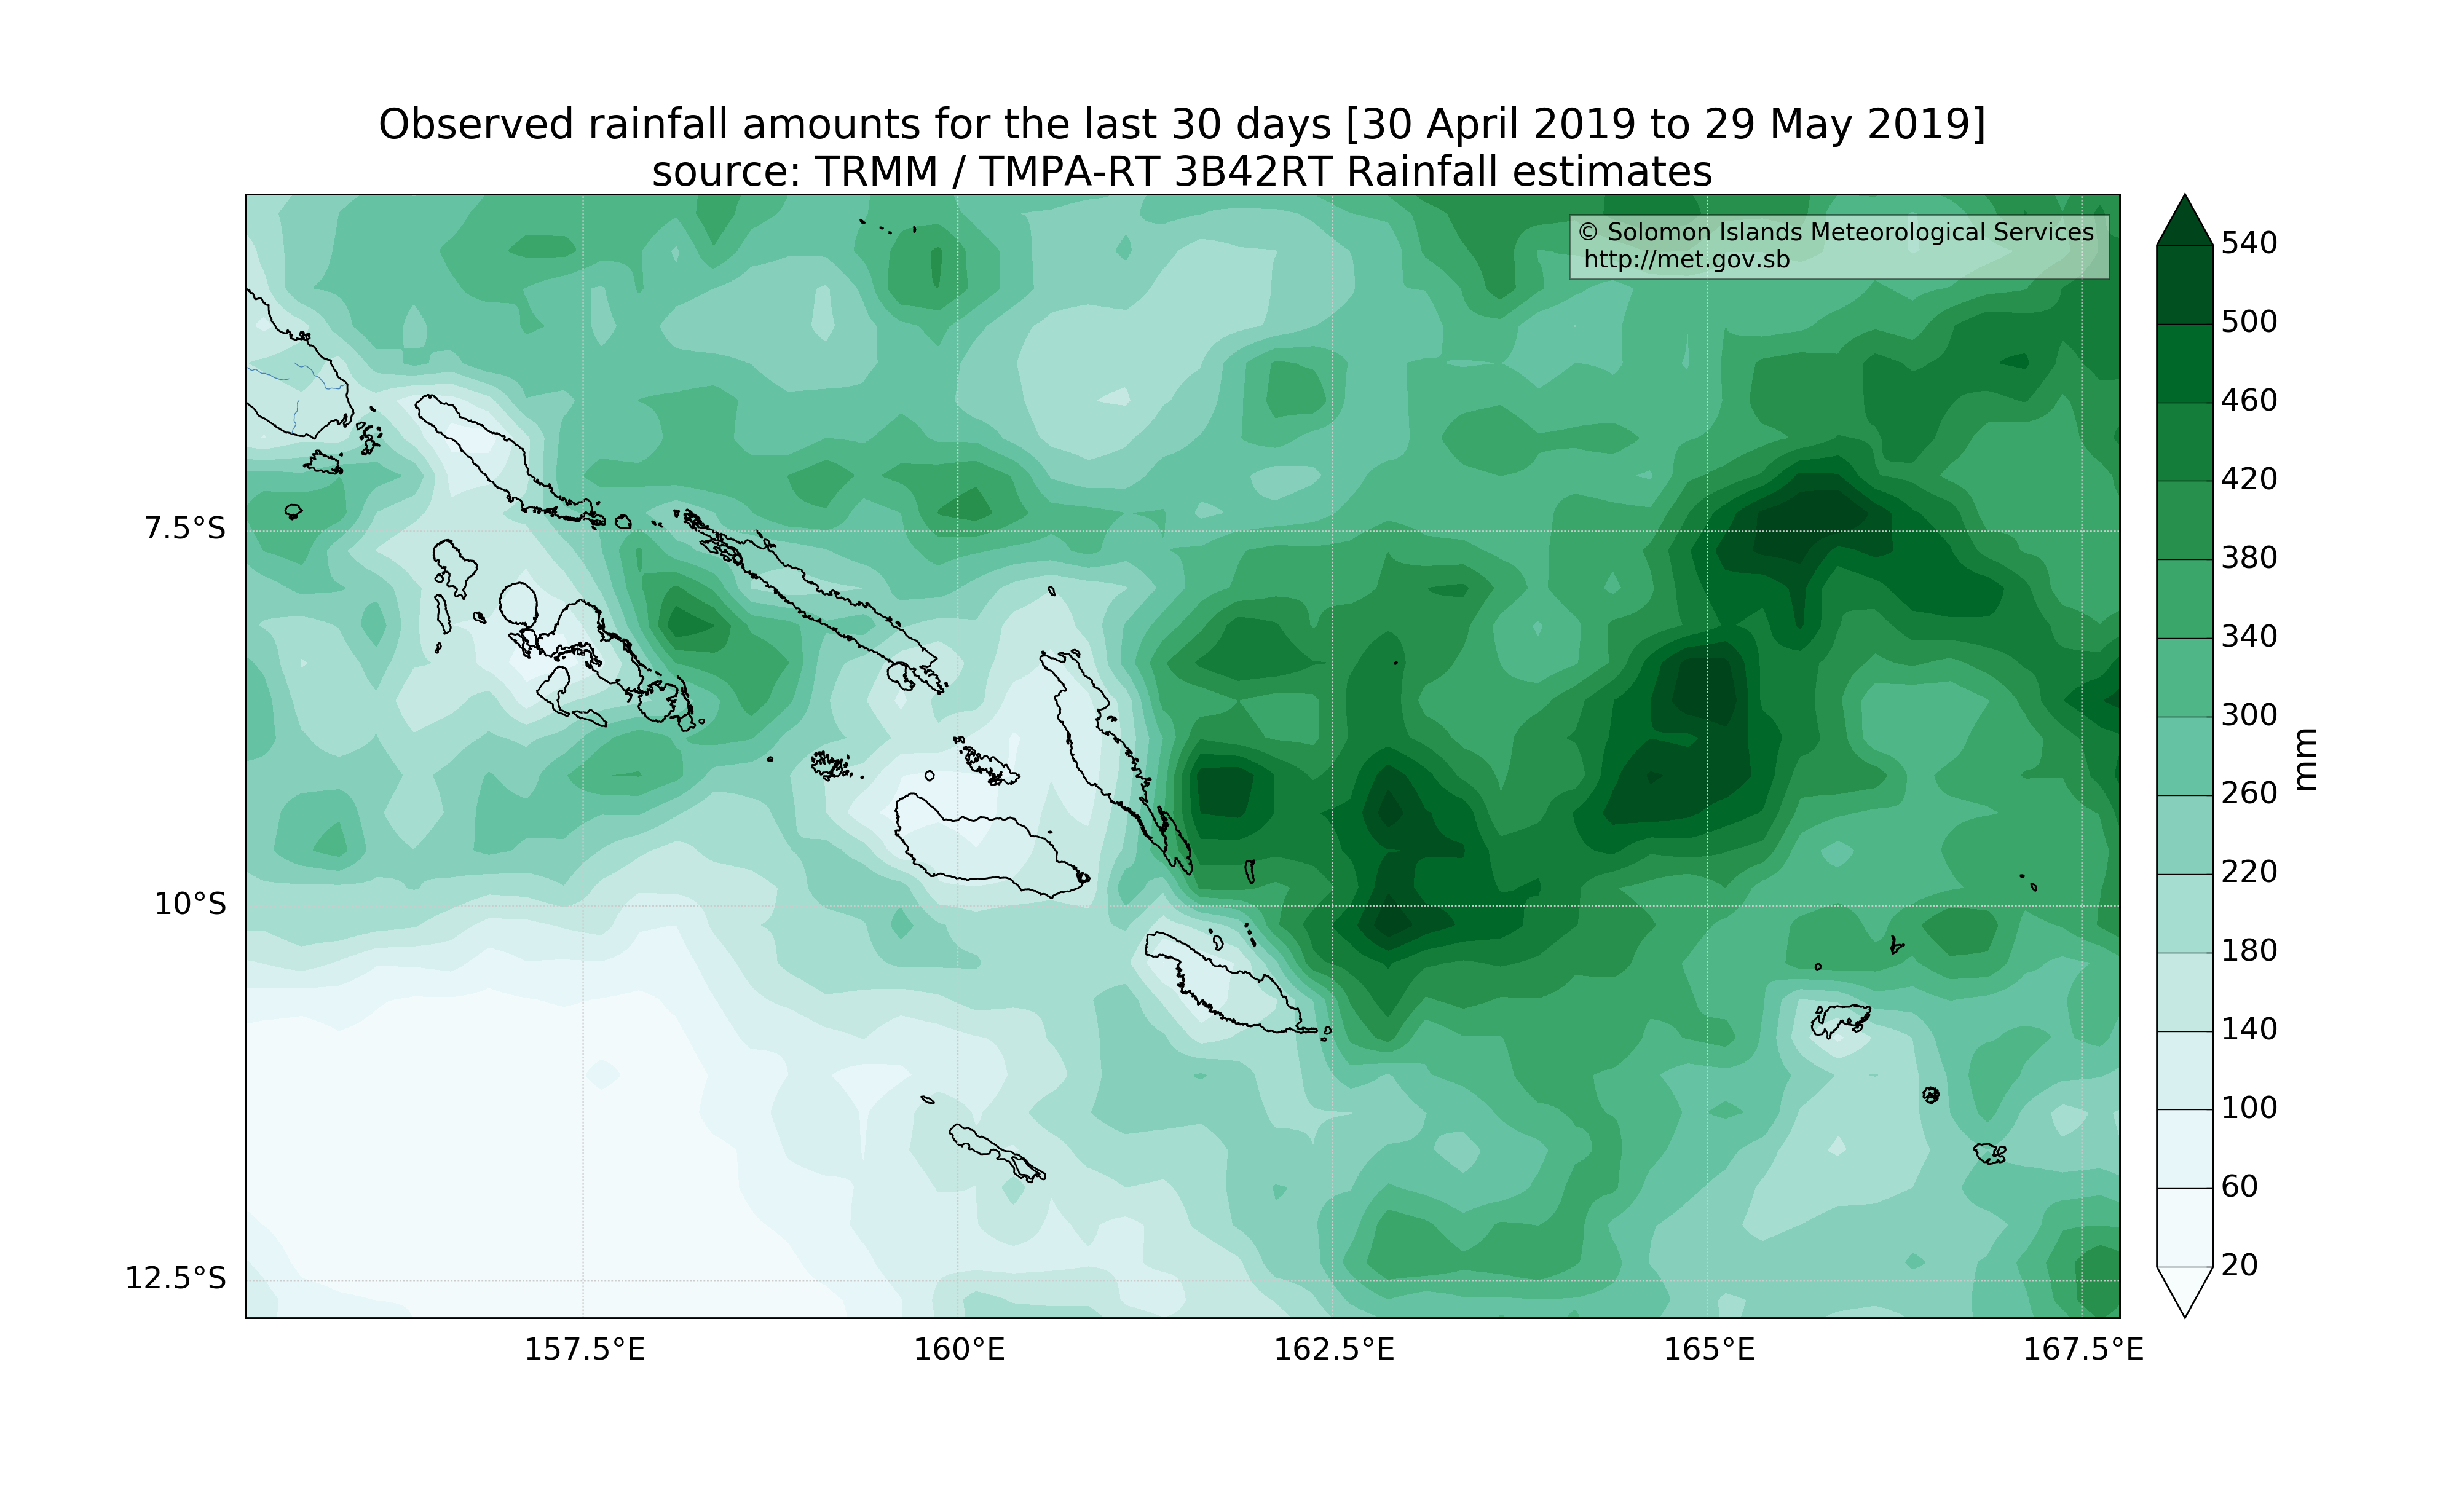 Observed rainfall amounts for the last 30 days [30 April 2019 to 29 May 2019]
source: TRMM / TMPA-RT 3B42RT Rainfall estimates
© Solomon Islands Meteorological Services
http://met.gov.sb
7.5°S
10°S
12.5°S
157.5°E
160°E
162.5°E
165°E
167.5°E
540
500
460
420
380
340
300
260
220
180
140
100
60
20
mm